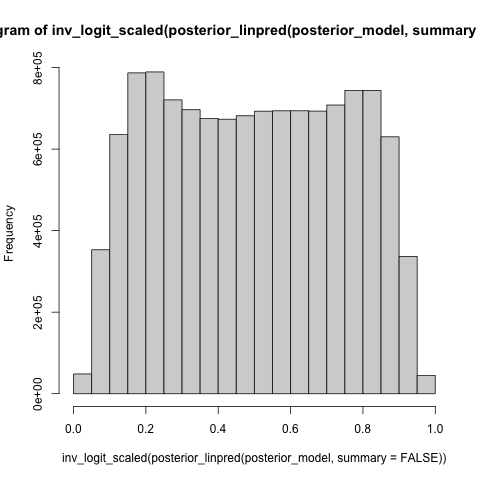 gram of inv_logit_scaled(posterior_linpred(posterior_model, summary
8e+05
6e+05
4e+05
2e+05
0e+00
Frequency
0.0 0.2 0.4 0.6 0.8 1.0
inv_logit_scaled(posterior_linpred(posterior_model, summary = FALSE))